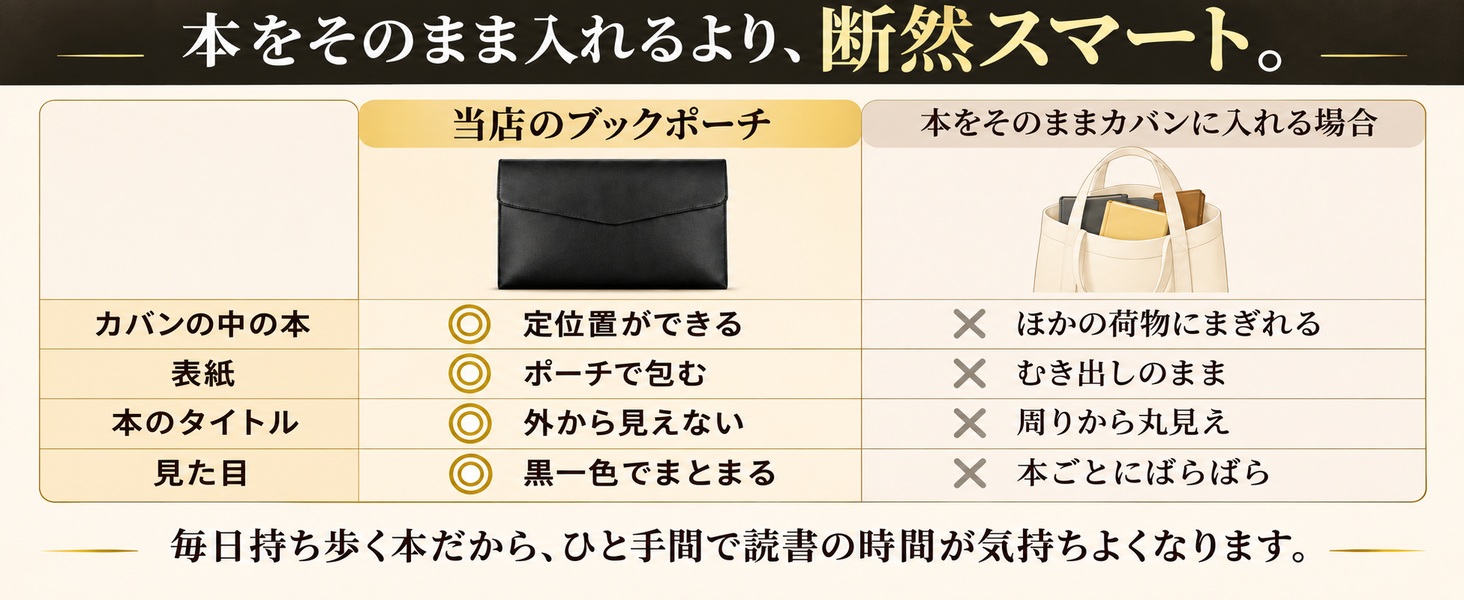 本をそのまま入れるより、断然スマート。
当店のブックポーチ
本をそのままカバンに入れる場合
カバンの中の本 ◎ 定位置ができる × ほかの荷物にまぎれる
表紙 ◎ ポーチで包む × むき出しのまま
本のタイトル ◎ 外から見えない × 周りから丸見え
見た目 ◎ 黒一色でまとまる × 本ごとにばらばら
毎日持ち歩く本だから、ひと手間で読書の時間が気持ちよくなります。